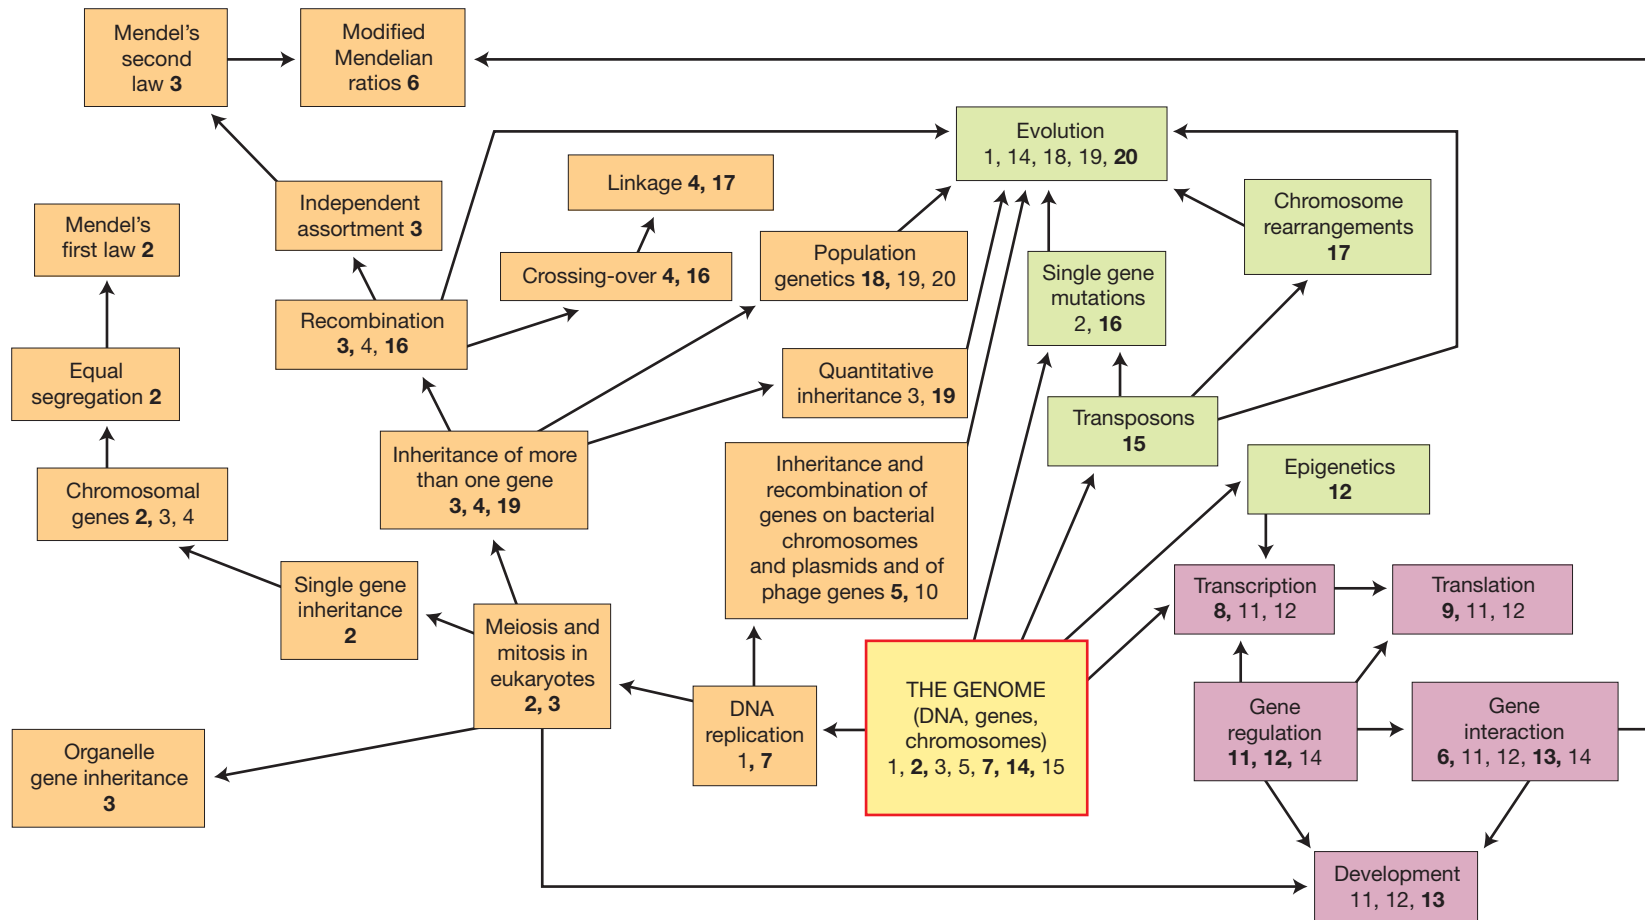 Mendel's
second
law 3
Modified
Mendelian
ratios 6
Evolution
1, 14, 18, 19, 20
Linkage 4, 17
Independent
assortment 3
Chromosome
rearrangements
17
Mendel's
first law 2
Population
genetics 18, 19, 20
Crossing-over 4, 16
Single gene
mutations
2, 16
Recombination
3, 4, 16
Equal
segregation 2
Quantitative
inheritance 3, 19
Transposons
15
Inheritance of more
than one gene
3, 4, 19
Inheritance and
recombination of
genes on bacterial
chromosomes
and plasmids and of
phage genes 5, 10
Epigenetics
12
Chromosomal
genes 2, 3, 4
Single gene
inheritance
2
Transcription
8, 11, 12
Translation
9, 11, 12
Meiosis and
mitosis in
eukaryotes
2, 3
THE GENOME
(DNA, genes,
chromosomes)
1, 2, 3, 5, 7, 14, 15
DNA
replication
1, 7
Gene
regulation
11, 12, 14
Gene
interaction
6, 11, 12, 13, 14
Organelle
gene inheritance
3
Development
11, 12, 13